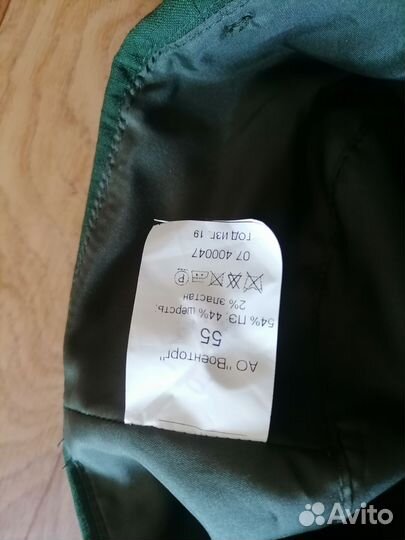 АО "Военторг"
55
54% ПЭ: 44% шерсть:
2% эластан
07 400047
ГОД ИЗГ. 19
Avito